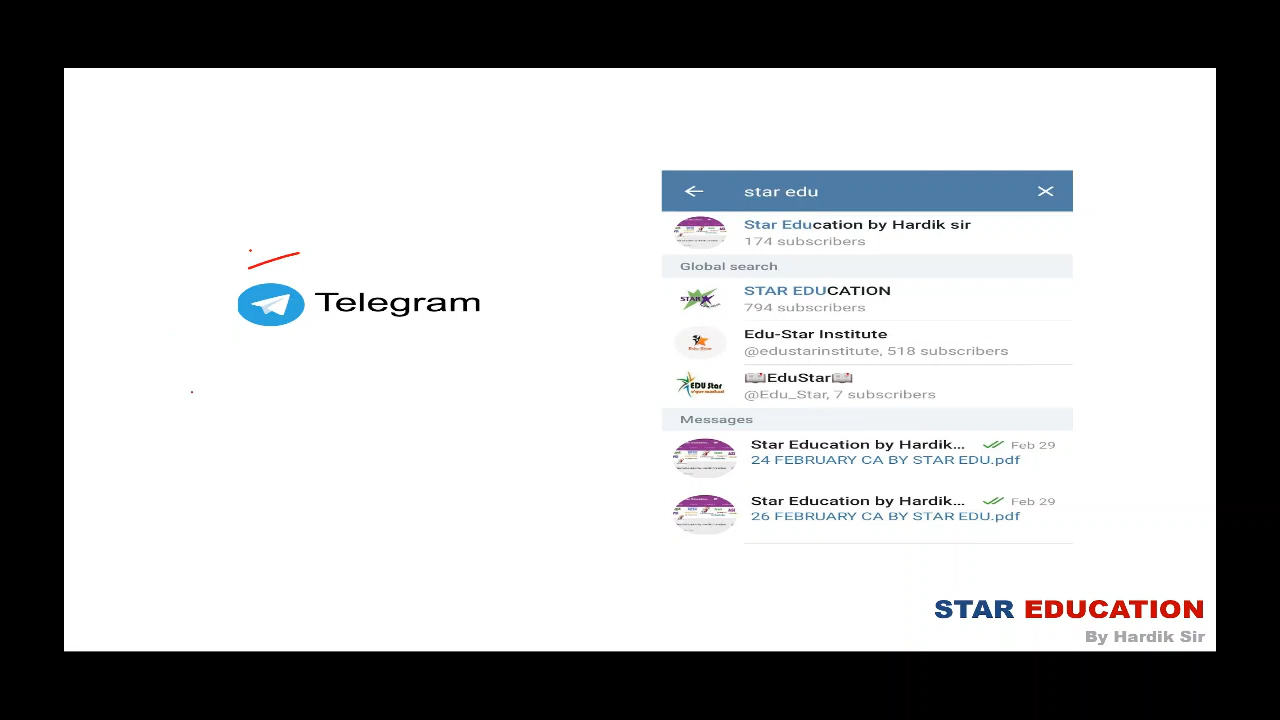 Telegram
star edu
Star Education by Hardik sir
174 subscribers
Global search
STAR EDUCATION
794 subscribers
Edu-Star Institute
@edustarinstitute, 518 subscribers
📖EduStar📖
@Edu_Star, 7 subscribers
Messages
Star Education by Hardik... Feb 29
24 FEBRUARY CA BY STAR EDU.pdf
Star Education by Hardik... Feb 29
26 FEBRUARY CA BY STAR EDU.pdf
STAR EDUCATION
By Hardik Sir
STAR
EDU Star